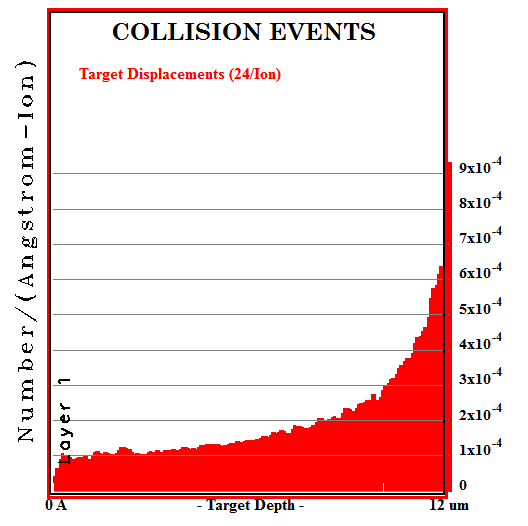 COLLISION EVENTS
Target Displacements (24/Ion)
Number/(Angstrom-Ion)
9x10-4
8x10-4
7x10-4
6x10-4
5x10-4
4x10-4
3x10-4
2x10-4
1x10-4
0
Layer 1
0 A
- Target Depth -
12 um